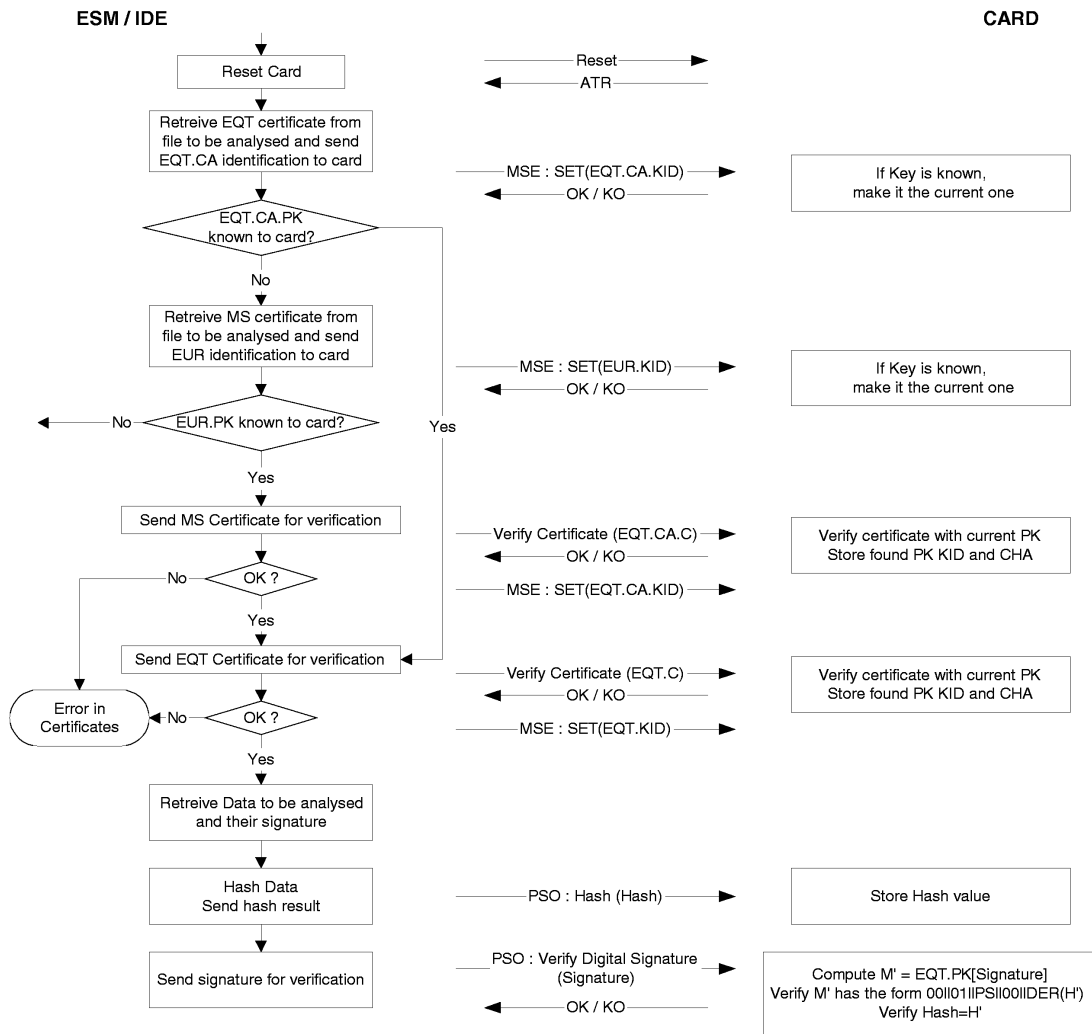 ESM / IDE
CARD
Reset Card
Reset
ATR
Retreive EQT certificate from
file to be analysed and send
EQT.CA identification to card
MSE : SET(EQT.CA.KID)
OK / KO
If Key is known,
make it the current one
EQT.CA.PK
known to card?
No
Retreive MS certificate from
file to be analysed and send
EUR identification to card
MSE : SET(EUR.KID)
OK / KO
If Key is known,
make it the current one
No
EUR.PK known to card?
Yes
Yes
Send MS Certificate for verification
Verify Certificate (EQT.CA.C)
OK / KO
Verify certificate with current PK
Store found PK KID and CHA
No
OK ?
MSE : SET(EQT.CA.KID)
Yes
Send EQT Certificate for verification
Verify Certificate (EQT.C)
OK / KO
Verify certificate with current PK
Store found PK KID and CHA
Error in
Certificates
No
OK ?
MSE : SET(EQT.KID)
Yes
Retreive Data to be analysed
and their signature
Hash Data
Send hash result
PSO : Hash (Hash)
Store Hash value
Send signature for verification
PSO : Verify Digital Signature
(Signature)
OK / KO
Compute M' = EQT.PK[Signature]
Verify M' has the form 00||01||PS||00||DER(H')
Verify Hash=H'